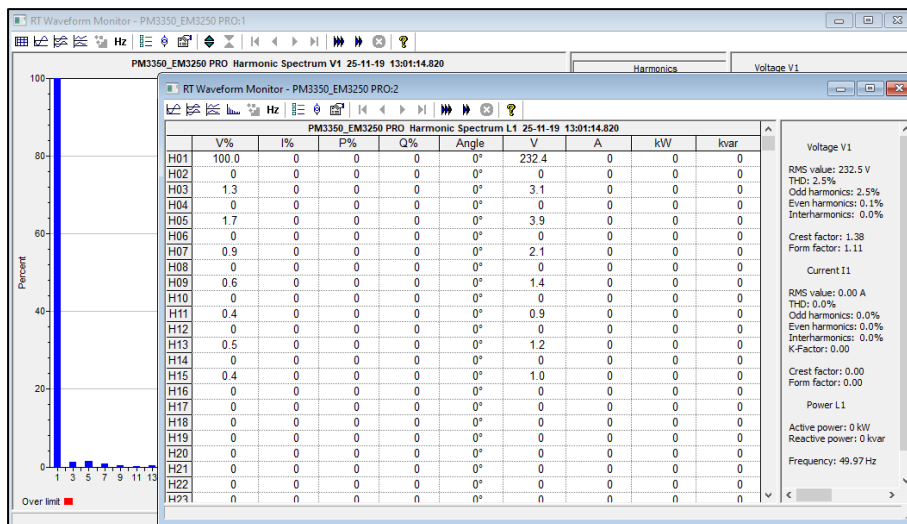 RT Waveform Monitor - PM3350_EM3250 PRO:1
Hz
PM3350_EM3250 PRO Harmonic Spectrum V1 25-11-19 13:01:14.820
Harmonics
Voltage V1
100
80
60
40
20
0
Percent
1 3 5 7 9 11 13
Over limit
RT Waveform Monitor - PM3350_EM3250 PRO:2
Hz
PM3350_EM3250 PRO Harmonic Spectrum L1 25-11-19 13:01:14.820
V% I% P% Q% Angle V A kW kvar
H01 100.0 0 0 0 0° 232.4 0 0 0
H02 0 0 0 0 0° 0 0 0 0
H03 1.3 0 0 0 0° 3.1 0 0 0
H04 0 0 0 0 0° 0 0 0 0
H05 1.7 0 0 0 0° 3.9 0 0 0
H06 0 0 0 0 0° 0 0 0 0
H07 0.9 0 0 0 0° 2.1 0 0 0
H08 0 0 0 0 0° 0 0 0 0
H09 0.6 0 0 0 0° 1.4 0 0 0
H10 0 0 0 0 0° 0 0 0 0
H11 0.4 0 0 0 0° 0.9 0 0 0
H12 0 0 0 0 0° 0 0 0 0
H13 0.5 0 0 0 0° 1.2 0 0 0
H14 0 0 0 0 0° 0 0 0 0
H15 0.4 0 0 0 0° 1.0 0 0 0
H16 0 0 0 0 0° 0 0 0 0
H17 0 0 0 0 0° 0 0 0 0
H18 0 0 0 0 0° 0 0 0 0
H19 0 0 0 0 0° 0 0 0 0
H20 0 0 0 0 0° 0 0 0 0
H21 0 0 0 0 0° 0 0 0 0
H22 0 0 0 0 0° 0 0 0 0
H23 0 0 0 0 0° 0 0 0 0
Voltage V1
RMS value: 232.5 V
THD: 2.5%
Odd harmonics: 2.5%
Even harmonics: 0.1%
Interharmonics: 0.0%
Crest factor: 1.38
Form factor: 1.11
Current I1
RMS value: 0.00 A
THD: 0.0%
Odd harmonics: 0.0%
Even harmonics: 0.0%
Interharmonics: 0.0%
K-Factor: 0.00
Crest factor: 0.00
Form factor: 0.00
Power L1
Active power: 0 kW
Reactive power: 0 kvar
Frequency: 49.97 Hz